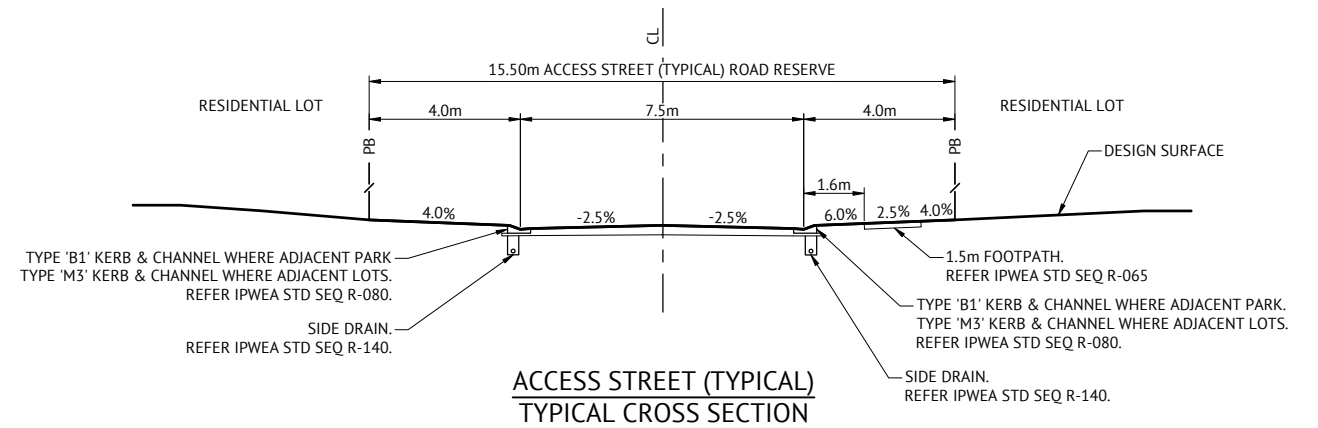 CL
15.50m ACCESS STREET (TYPICAL) ROAD RESERVE
RESIDENTIAL LOT
RESIDENTIAL LOT
4.0m
7.5m
4.0m
PB
PB
DESIGN SURFACE
1.6m
4.0%
-2.5%
-2.5%
6.0%
2.5%
4.0%
TYPE 'B1' KERB & CHANNEL WHERE ADJACENT PARK
TYPE 'M3' KERB & CHANNEL WHERE ADJACENT LOTS.
REFER IPWEA STD SEQ R-080.
SIDE DRAIN.
REFER IPWEA STD SEQ R-140.
1.5m FOOTPATH.
REFER IPWEA STD SEQ R-065
TYPE 'B1' KERB & CHANNEL WHERE ADJACENT PARK.
TYPE 'M3' KERB & CHANNEL WHERE ADJACENT LOTS.
REFER IPWEA STD SEQ R-080.
SIDE DRAIN.
REFER IPWEA STD SEQ R-140.
ACCESS STREET (TYPICAL)
TYPICAL CROSS SECTION